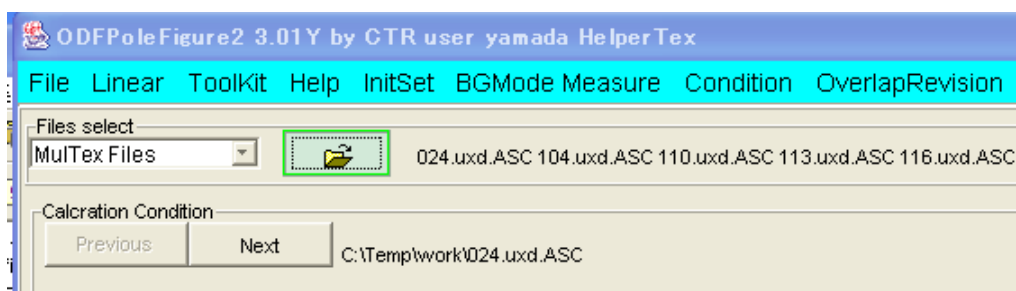 ODFPoleFigure2 3.01Y by CTR user yamada HelperTex
File Linear ToolKit Help InitSet BGMode Measure Condition OverlapRevision
Files select
MulTex Files 024.uxd.ASC 104.uxd.ASC 110.uxd.ASC 113.uxd.ASC 116.uxd.ASC
Calcration Condition
Previous Next C:\Temp\work\024.uxd.ASC